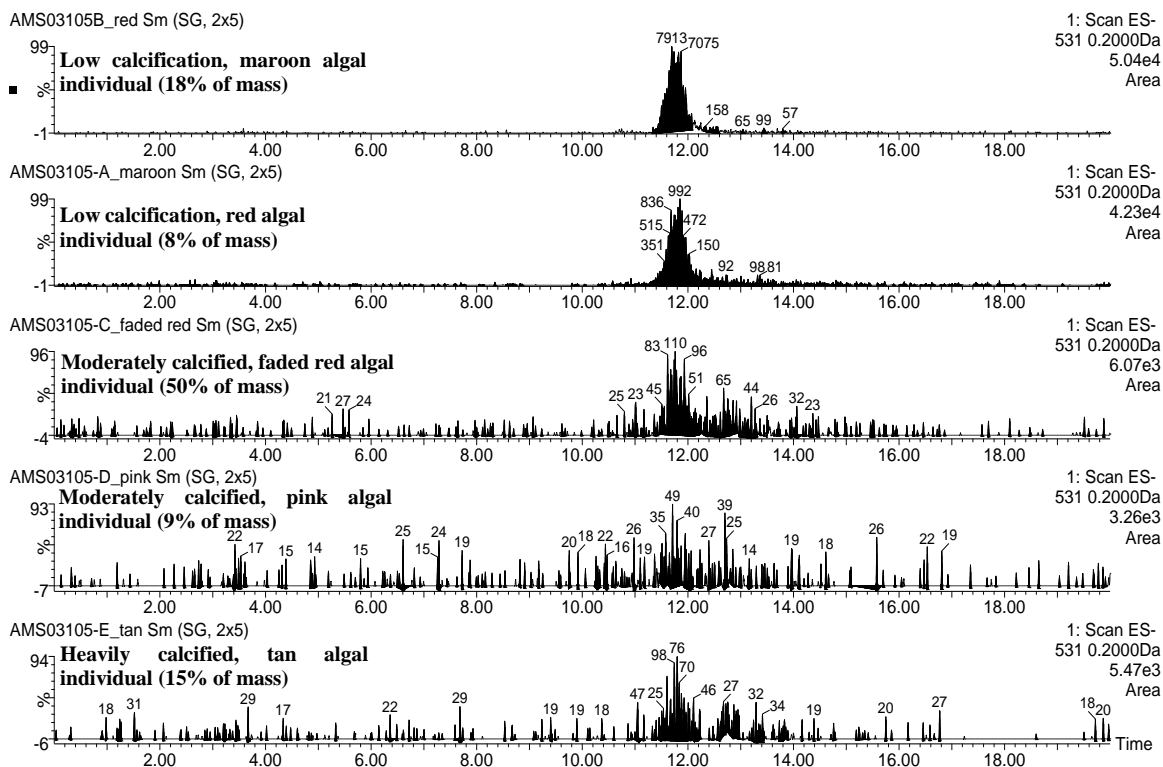 AMS03105B_red Sm (SG, 2x5)
1: Scan ES-
531 0.2000Da
5.04e4
Area
99
%
-1
Low calcification, maroon algal
individual (18% of mass)
7913 7075
158 65 99 57
2.00 4.00 6.00 8.00 10.00 12.00 14.00 16.00 18.00
AMS03105-A_maroon Sm (SG, 2x5)
1: Scan ES-
531 0.2000Da
4.23e4
Area
99
%
-1
Low calcification, red algal
individual (8% of mass)
992
836
515 472
351 150
92 98 81
2.00 4.00 6.00 8.00 10.00 12.00 14.00 16.00 18.00
AMS03105-C_faded red Sm (SG, 2x5)
1: Scan ES-
531 0.2000Da
6.07e3
Area
96
%
-4
Moderately calcified, faded red algal
individual (50% of mass)
83 110 96
21 27 24 25 23 45 51 65 44 26 32 23
2.00 4.00 6.00 8.00 10.00 12.00 14.00 16.00 18.00
AMS03105-D_pink Sm (SG, 2x5)
1: Scan ES-
531 0.2000Da
3.26e3
Area
93
%
-7
Moderately calcified, pink algal
individual (9% of mass)
22 17 15 14 15 25 15 24 19 20 18 22 16 26 19 35 49 40 27 39 25 14 19 18 26 22 19
2.00 4.00 6.00 8.00 10.00 12.00 14.00 16.00 18.00
AMS03105-E_tan Sm (SG, 2x5)
1: Scan ES-
531 0.2000Da
5.47e3
Area
94
%
-6
Heavily calcified, tan algal
individual (15% of mass)
18 31 29 17 22 29 19 19 18 47 25 98 76 70 46 27 32 34 19 20 27 18 20
Time
2.00 4.00 6.00 8.00 10.00 12.00 14.00 16.00 18.00